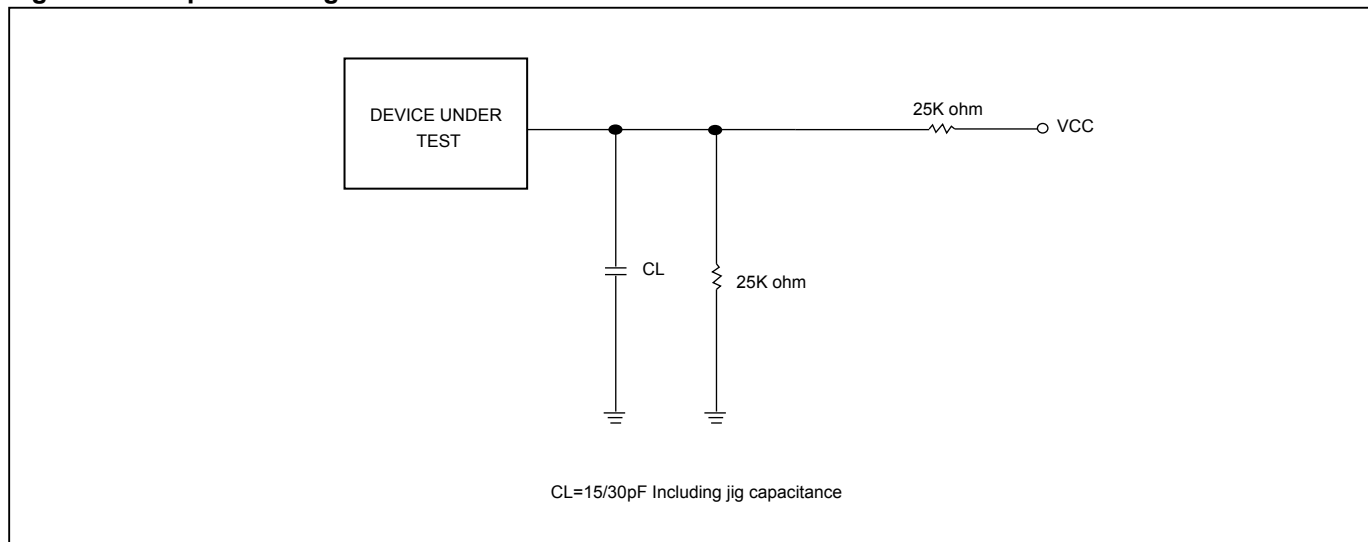 DEVICE UNDER
TEST
25K ohm
VCC
CL
25K ohm
CL=15/30pF Including jig capacitance